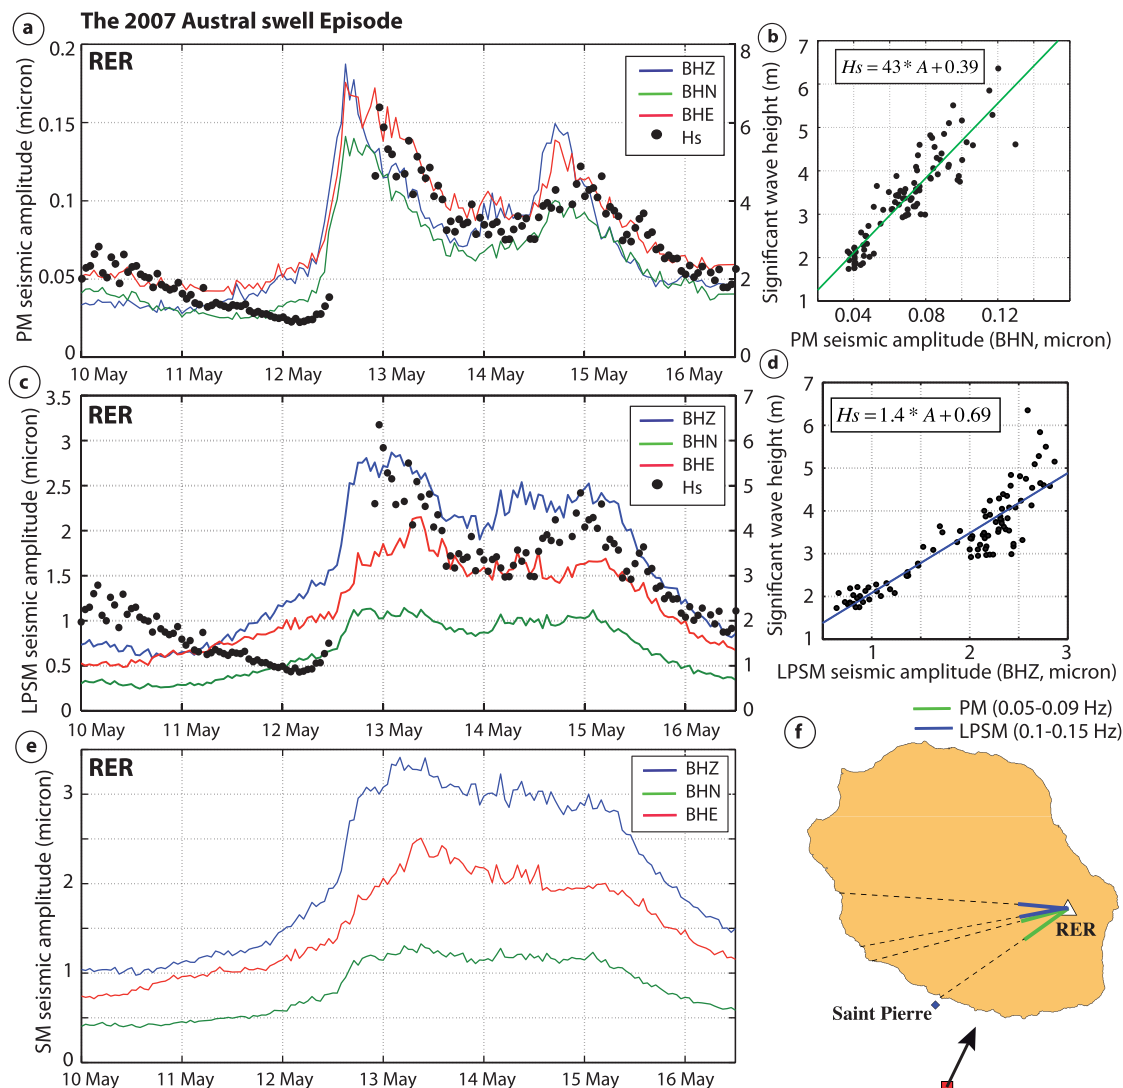 The 2007 Austral swell Episode
a
RER
PM seismic amplitude (micron)
0.2
0.15
0.1
0.05
0
8
6
4
2
0
BHZ
BHN
BHE
Hs
10 May 11 May 12 May 13 May 14 May 15 May 16 May
b
Significant wave height (m)
7
6
5
4
3
2
1
Hs = 43* A+0.39
0.04 0.08 0.12
PM seismic amplitude (BHN, micron)
c
RER
LPSM seismic amplitude (micron)
3.5
3
2.5
2
1.5
1
0.5
0
7
6
5
4
3
2
1
0
BHZ
BHN
BHE
Hs
10 May 11 May 12 May 13 May 14 May 15 May 16 May
d
Significant wave height (m)
7
6
5
4
3
2
1
Hs=1.4* A+0.69
1 2 3
LPSM seismic amplitude (BHZ, micron)
e
RER
SM seismic amplitude (micron)
3
2
1
0
BHZ
BHN
BHE
10 May 11 May 12 May 13 May 14 May 15 May 16 May
f
PM (0.05-0.09 Hz)
LPSM (0.1-0.15 Hz)
RER
Saint Pierre